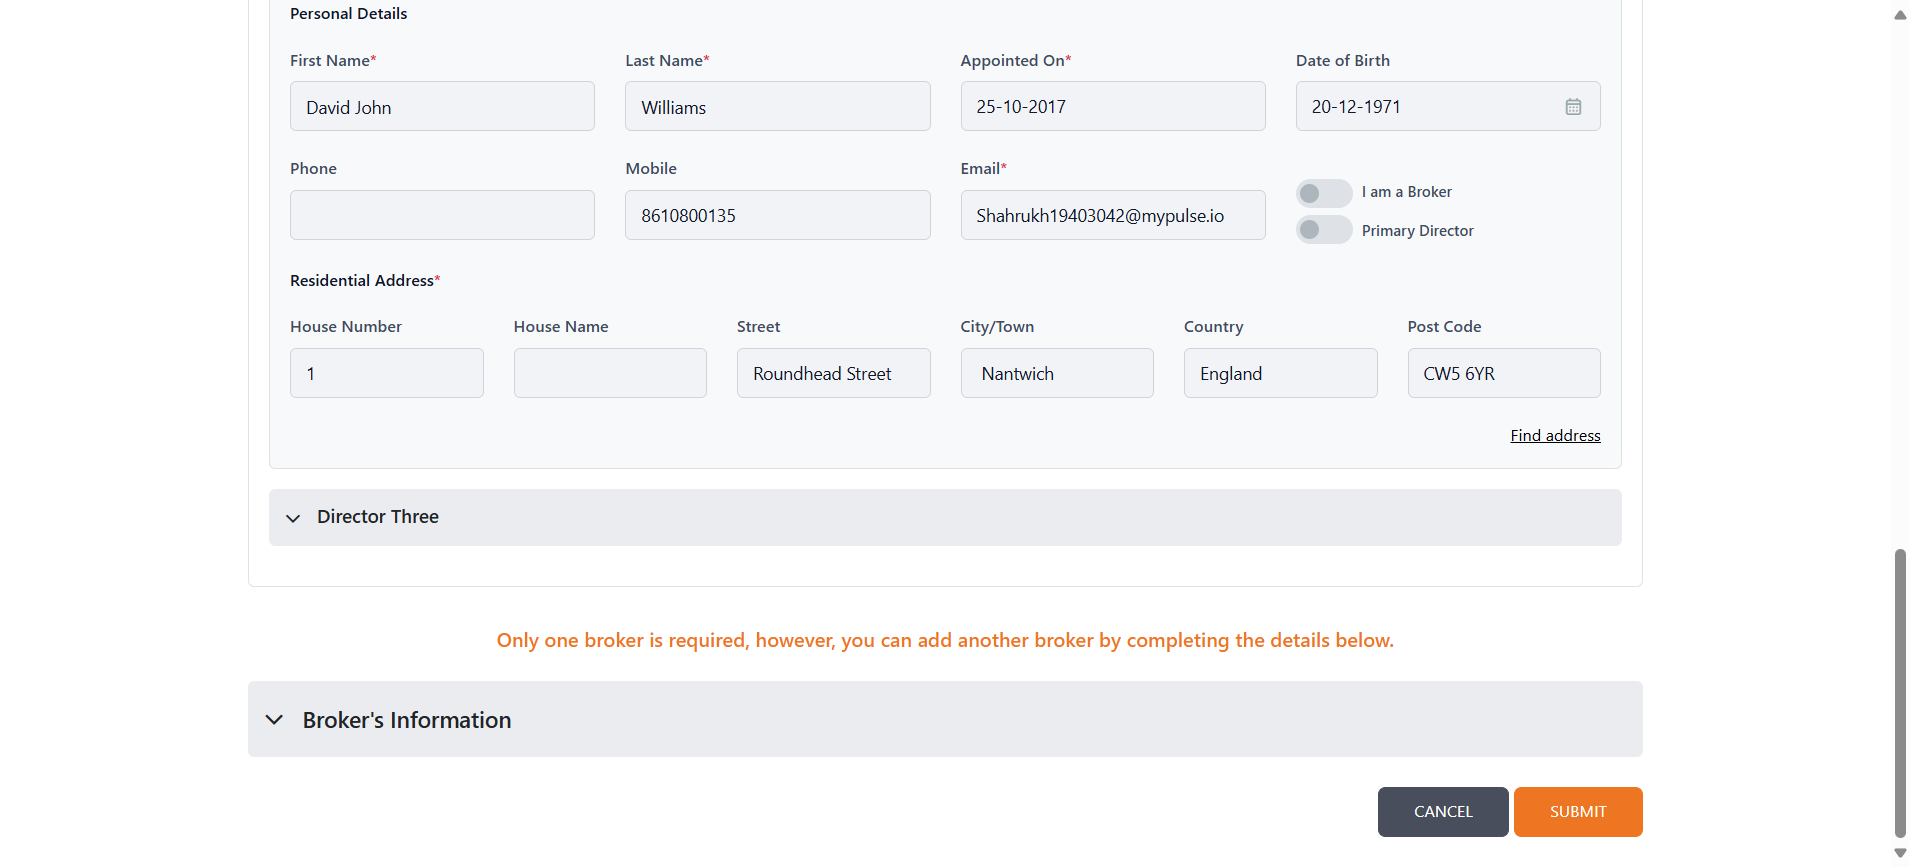 Personal Details
First Name* Last Name* Appointed On* Date of Birth
David John Williams 25-10-2017 20-12-1971
Phone Mobile Email*
I am a Broker
8610800135 Shahrukh19403042@mypulse.io
Primary Director
Residential Address*
House Number House Name Street City/Town Country Post Code
1 Roundhead Street Nantwich England CW5 6YR
Find address
Director Three
Only one broker is required, however, you can add another broker by completing the details below.
Broker's Information
CANCEL SUBMIT